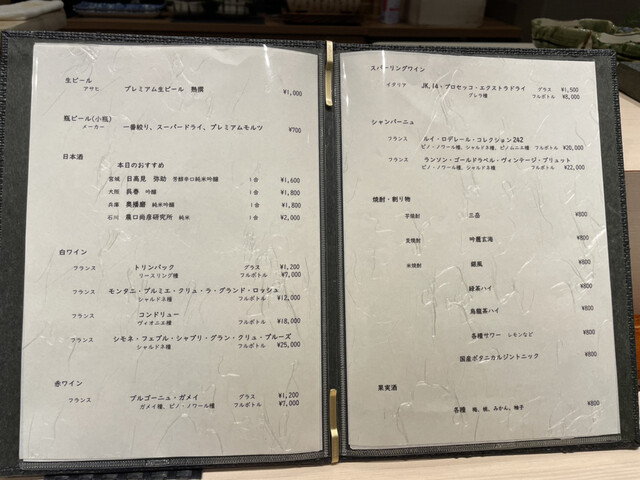 生ビール
アサヒ プレミアム生ビール 熟撰 ¥1,000
瓶ビール(小瓶)
メーカー 一番絞り、スーパードライ、プレミアムモルツ ¥700
日本酒
本日のおすすめ
宮城 日高見 弥助 芳醇辛口純米吟醸 1合 ¥1,600
大阪 呉春 吟醸 1合 ¥1,800
兵庫 奥播磨 純米吟醸 1合 ¥1,800
石川 農口尚彦研究所 純米 1合 ¥2,000
白ワイン
フランス トリンバック グラス ¥1,200
リースリング種 フルボトル ¥7,000
フランス モンタニ・プルミエ・クリュ・ラ・グランド・ロッシュ
シャルドネ種 フルボトル ¥12,000
フランス コンドリュー
ヴィオニエ種 フルボトル ¥18,000
フランス シモネ・フェブル・シャブリ・グラン・クリュ・プルーズ
シャルドネ種 フルボトル ¥25,000
赤ワイン
フランス ブルゴーニュ・ガメイ グラス ¥1,200
ガメイ種、ピノ・ノワール種 フルボトル ¥7,000
スパーリングワイン
イタリア JK,14・プロセッコ・エクストラドライ グラス ¥1,500
グレラ種 フルボトル ¥8,000
シャンパーニュ
フランス ルイ・ロデレール・コレクション242
ピノ・ノワール種、シャルドネ種、ピノムニエ種 フルボトル ¥20,000
フランス ランソン・ゴールドラベル・ヴィンテージ・ブリュット
ピノ・ノワール種、シャルドネ種 フルボトル ¥22,000
焼酎・割り物
芋焼酎 三岳 ¥800
麦焼酎 吟麗玄海 ¥800
米焼酎 銀風 ¥800
緑茶ハイ ¥800
烏龍茶ハイ ¥800
各種サワー レモンなど ¥800
国産ボタニカルジントニック ¥800
果実酒
各種 梅、桃、みかん、柚子 ¥800